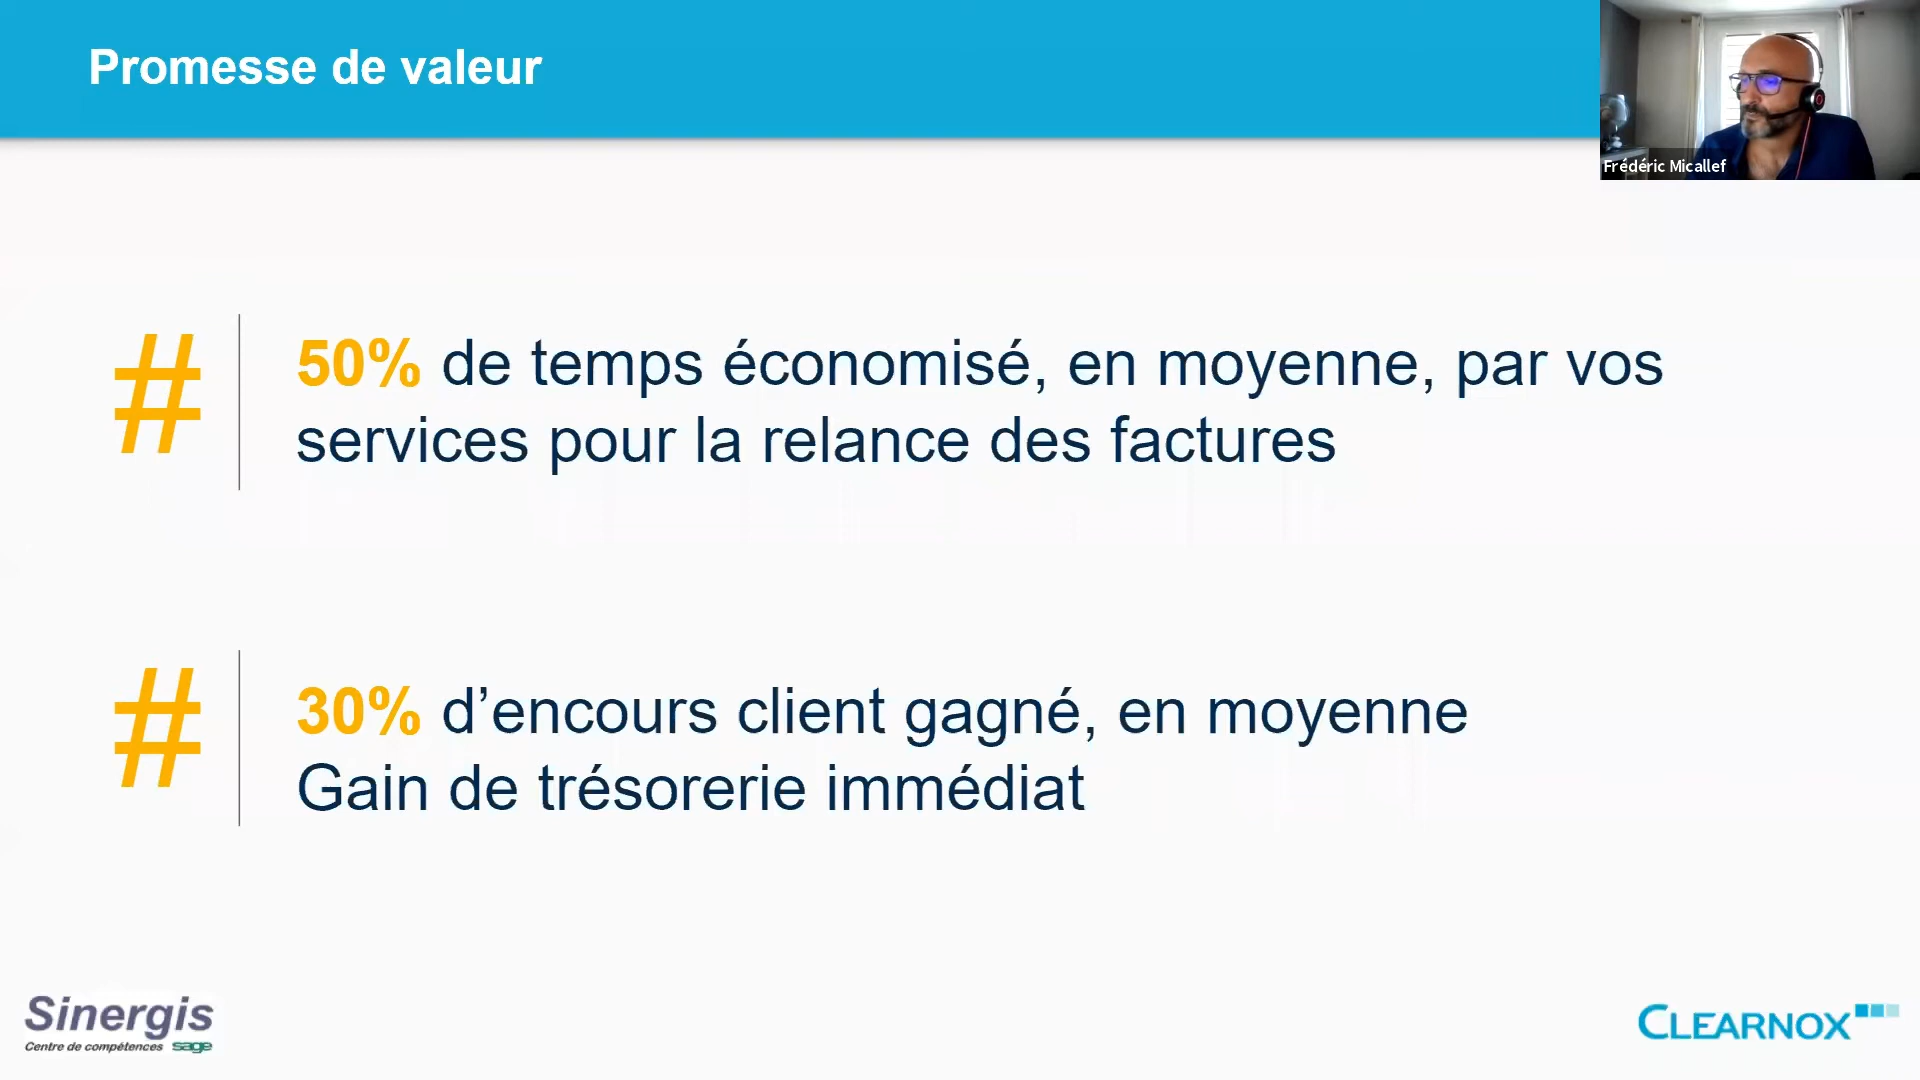 Promesse de valeur
Frédéric Micallef
# 50% de temps économisé, en moyenne, par vos
services pour la relance des factures
# 30% d’encours client gagné, en moyenne
Gain de trésorerie immédiat
Sinergis
Centre de compétences sage
CLEARNOX